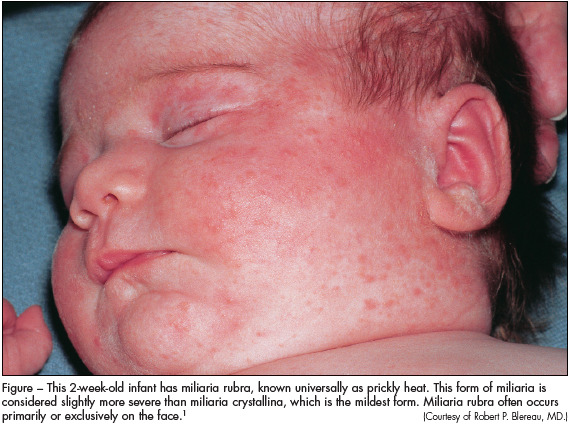 Figure – This 2-week-old infant has miliaria rubra, known universally as prickly heat. This form of miliaria is
considered slightly more severe than miliaria crystallina, which is the mildest form. Miliaria rubra often occurs
primarily or exclusively on the face.1 (Courtesy of Robert P. Blereau, MD.)